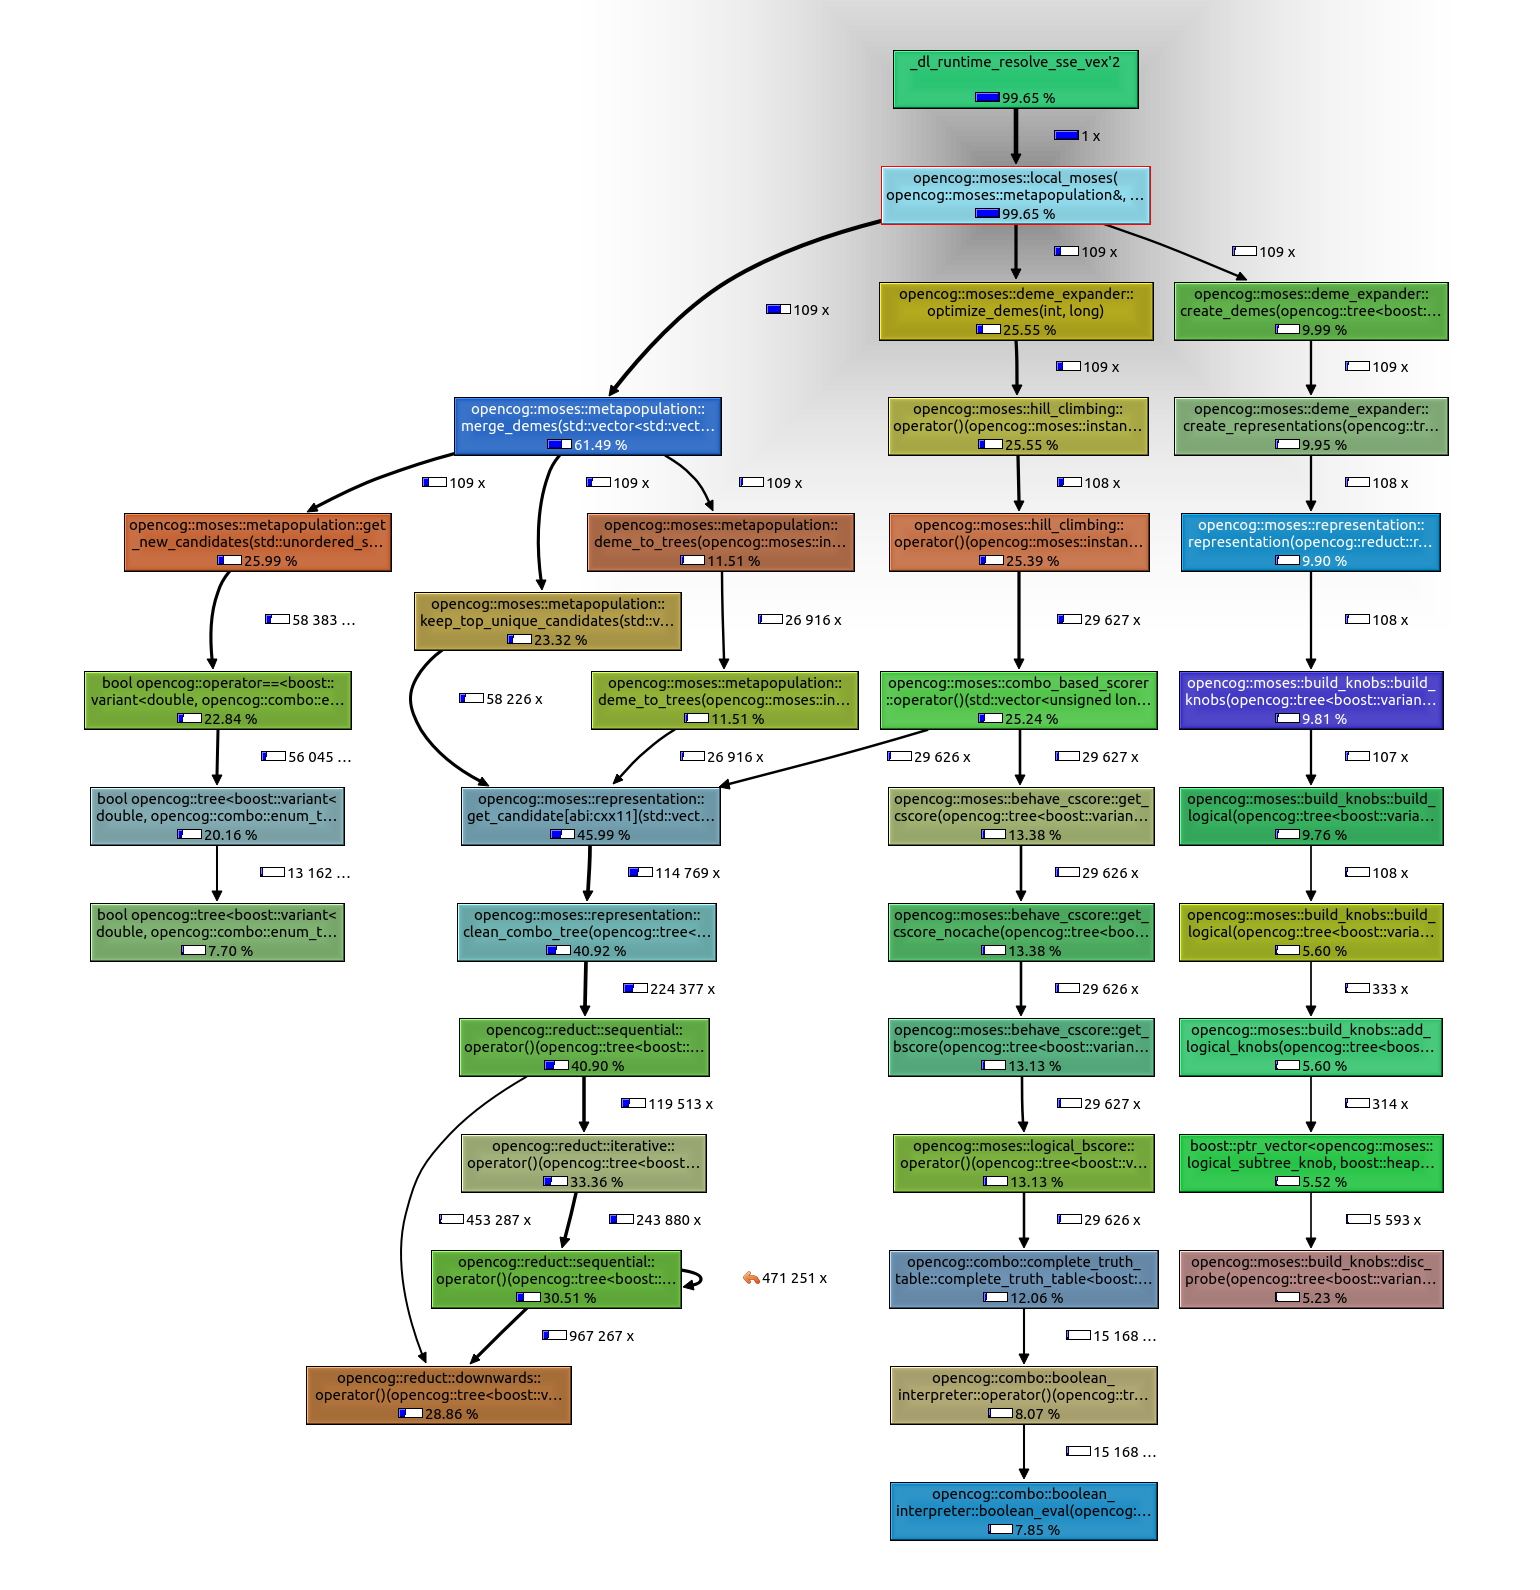 _dl_runtime_resolve_sse_vex'2
99.65 %
1 x
opencog::moses::local_moses(
opencog::moses::metapopulation&, ...
99.65 %
109 x
109 x
109 x
opencog::moses::deme_expander::
optimize_demes(int, long)
25.55 %
opencog::moses::deme_expander::
create_demes(opencog::tree<boost:...
9.99 %
109 x
109 x
opencog::moses::metapopulation::
merge_demes(std::vector<std::vect...
61.49 %
opencog::moses::hill_climbing::
operator()(opencog::moses::instan...
25.55 %
opencog::moses::deme_expander::
create_representations(opencog::tr...
9.95 %
109 x
109 x
109 x
108 x
108 x
opencog::moses::metapopulation::get
_new_candidates(std::unordered_s...
25.99 %
opencog::moses::metapopulation::
deme_to_trees(opencog::moses::in...
11.51 %
opencog::moses::hill_climbing::
operator()(opencog::moses::instan...
25.39 %
opencog::moses::representation::
representation(opencog::reduct::r...
9.90 %
opencog::moses::metapopulation::
keep_top_unique_candidates(std::v...
23.32 %
58 383 ...
26 916 x
29 627 x
108 x
bool opencog::operator==<boost::
variant<double, opencog::combo::e...
22.84 %
58 226 x
opencog::moses::metapopulation::
deme_to_trees(opencog::moses::in...
11.51 %
opencog::moses::combo_based_scorer
::operator()(std::vector<unsigned lon...
25.24 %
opencog::moses::build_knobs::build_
knobs(opencog::tree<boost::varian...
9.81 %
56 045 ...
26 916 x
29 626 x
29 627 x
107 x
bool opencog::tree<boost::variant<
double, opencog::combo::enum_t...
20.16 %
opencog::moses::representation::
get_candidate[abi:cxx11](std::vect...
45.99 %
opencog::moses::behave_cscore::get_
cscore(opencog::tree<boost::varian...
13.38 %
opencog::moses::build_knobs::build_
logical(opencog::tree<boost::varia...
9.76 %
13 162 ...
114 769 x
29 626 x
108 x
bool opencog::tree<boost::variant<
double, opencog::combo::enum_t...
7.70 %
opencog::moses::representation::
clean_combo_tree(opencog::tree<...
40.92 %
opencog::moses::behave_cscore::get_
cscore_nocache(opencog::tree<boo...
13.38 %
opencog::moses::build_knobs::build_
logical(opencog::tree<boost::varia...
5.60 %
224 377 x
29 626 x
333 x
opencog::reduct::sequential::
operator()(opencog::tree<boost::...
40.90 %
opencog::moses::behave_cscore::get_
bscore(opencog::tree<boost::varian...
13.13 %
opencog::moses::build_knobs::add_
logical_knobs(opencog::tree<boos...
5.60 %
119 513 x
29 627 x
314 x
opencog::reduct::iterative::
operator()(opencog::tree<boost...
33.36 %
opencog::moses::logical_bscore::
operator()(opencog::tree<boost::v...
13.13 %
boost::ptr_vector<opencog::moses::
logical_subtree_knob, boost::heap...
5.52 %
453 287 x
243 880 x
29 626 x
5 593 x
opencog::reduct::sequential::
operator()(opencog::tree<boost::...
30.51 %
471 251 x
opencog::combo::complete_truth_
table::complete_truth_table<boost:...
12.06 %
opencog::moses::build_knobs::disc_
probe(opencog::tree<boost::varian...
5.23 %
967 267 x
15 168 ...
opencog::reduct::downwards::
operator()(opencog::tree<boost::v...
28.86 %
opencog::combo::boolean_
interpreter::operator()(opencog::tr...
8.07 %
15 168 ...
opencog::combo::boolean_
interpreter::boolean_eval(opencog:...
7.85 %